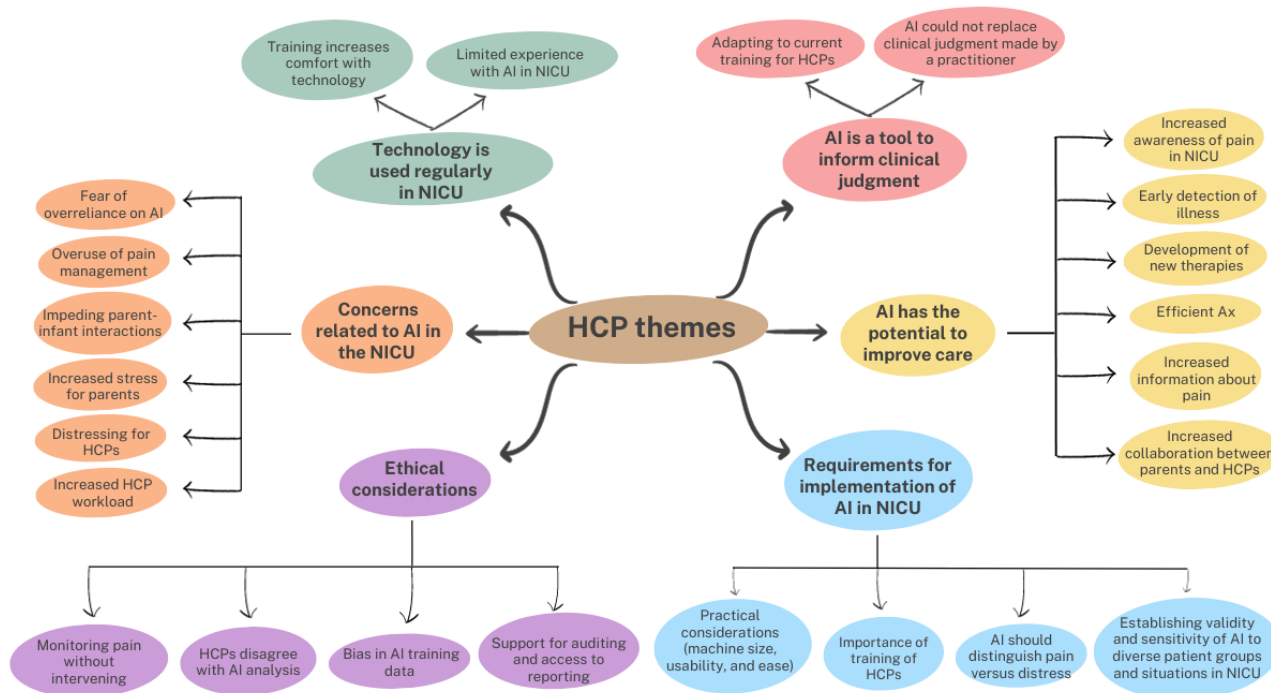 Training increases
comfort with
technology
Limited experience
with AI in NICU
Technology is
used regularly
in NICU
Adapting to current
training for HCPs
AI could not replace
clinical judgment made by
a practitioner
AI is a tool to
inform clinical
judgment
Fear of
overreliance on AI
Overuse of pain
management
Impeding parent-
infant interactions
Increased stress
for parents
Distressing for
HCPs
Increased HCP
workload
Concerns
related to AI in
the NICU
HCP themes
AI has the
potential to
improve care
Increased
awareness of pain
in NICU
Early detection of
illness
Development of
new therapies
Efficient Ax
Increased
information about
pain
Increased
collaboration between
parents and HCPs
Ethical
considerations
Monitoring pain
without
intervening
HCPs disagree
with AI analysis
Bias in AI training
data
Support for auditing
and access to
reporting
Requirements for
implementation of
AI in NICU
Practical
considerations
(machine size,
usability, and ease)
Importance of
training of
HCPs
AI should
distinguish pain
versus distress
Establishing validity
and sensitivity of AI to
diverse patient groups
and situations in NICU